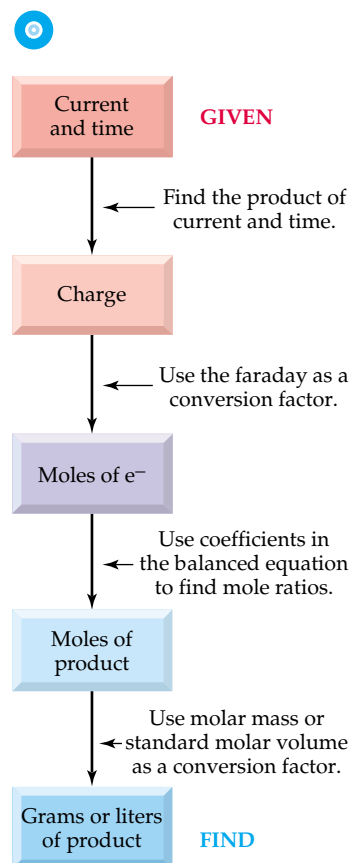 Current
and time
GIVEN
Find the product of
current and time.
Charge
Use the faraday as a
conversion factor.
Moles of e⁻
Use coefficients in
the balanced equation
to find mole ratios.
Moles of
product
Use molar mass or
standard molar volume
as a conversion factor.
Grams or liters
of product
FIND